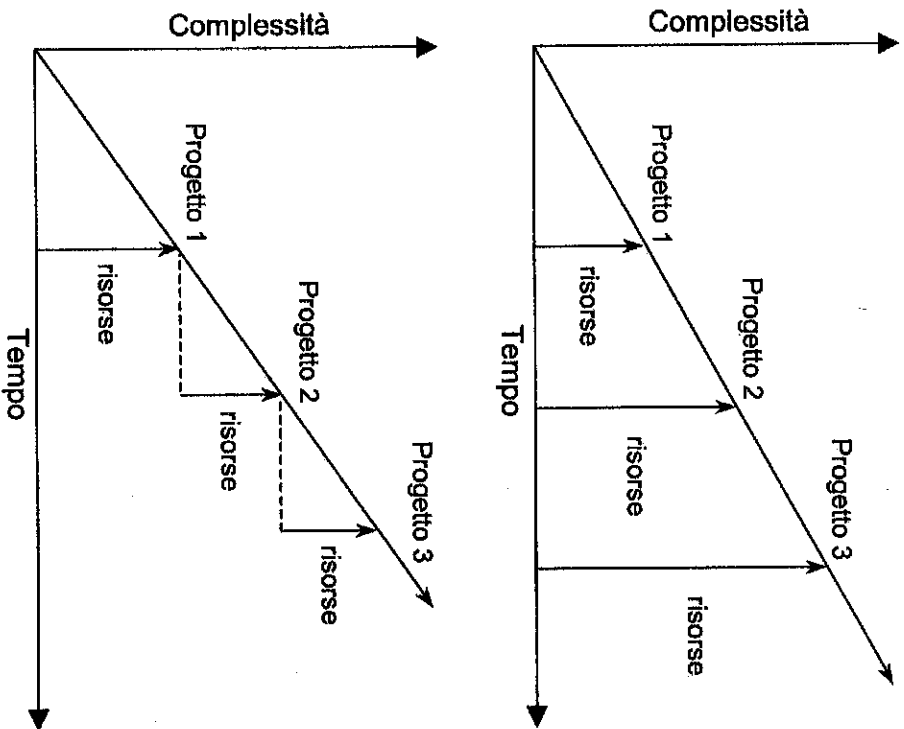 Complessità
Progetto 1
risorse
Progetto 2
risorse
Progetto 3
risorse
Tempo
Complessità
Progetto 1
risorse
Progetto 2
risorse
Progetto 3
risorse
Tempo